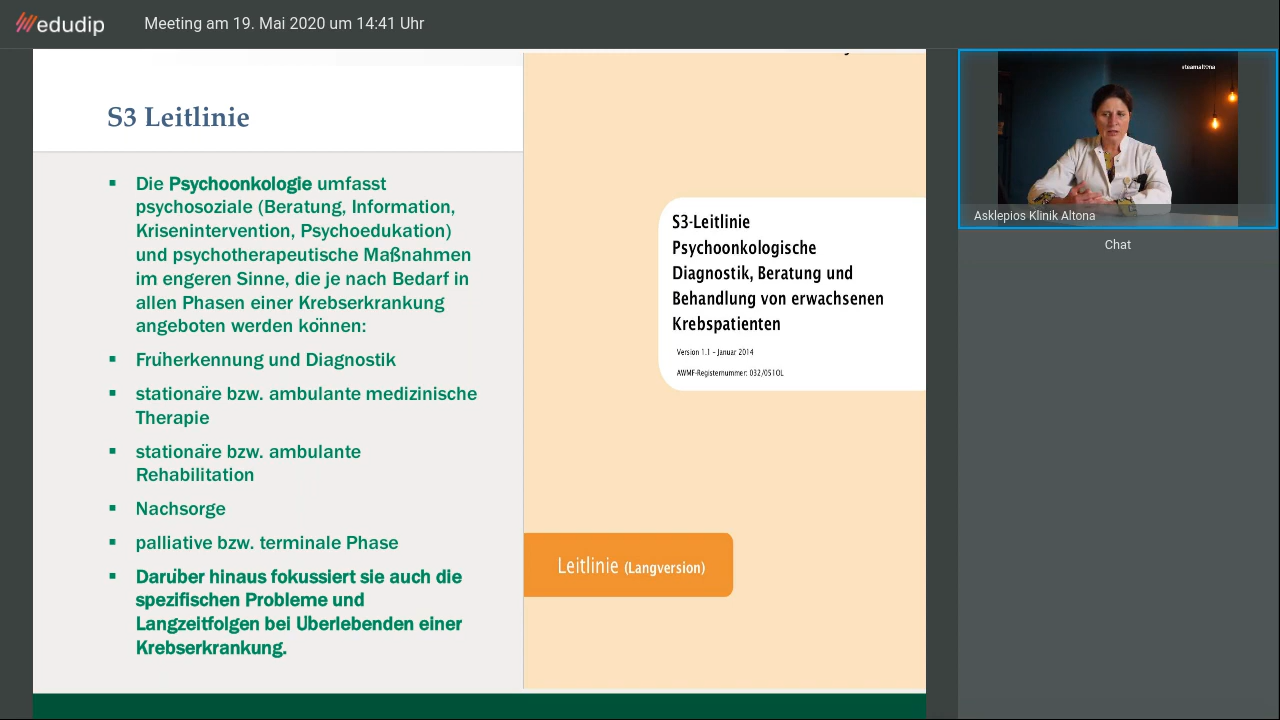 edudip
Meeting am 19. Mai 2020 um 14:41 Uhr
S3 Leitlinie
▪ Die Psychoonkologie umfasst
psychosoziale (Beratung, Information,
Krisenintervention, Psychoedukation)
und psychotherapeutische Maßnahmen
im engeren Sinne, die je nach Bedarf in
allen Phasen einer Krebserkrankung
angeboten werden können:
▪ Früherkennung und Diagnostik
▪ stationäre bzw. ambulante medizinische
Therapie
▪ stationäre bzw. ambulante
Rehabilitation
▪ Nachsorge
▪ palliative bzw. terminale Phase
▪ Darüber hinaus fokussiert sie auch die
spezifischen Probleme und
Langzeitfolgen bei Überlebenden einer
Krebserkrankung.
S3-Leitlinie
Psychoonkologische
Diagnostik, Beratung und
Behandlung von erwachsenen
Krebspatienten
Version 1.1 - Januar 2014
AWMF-Registernummer: 032/051OL
Leitlinie (Langversion)
#teamaltona
Asklepios Klinik Altona
Chat